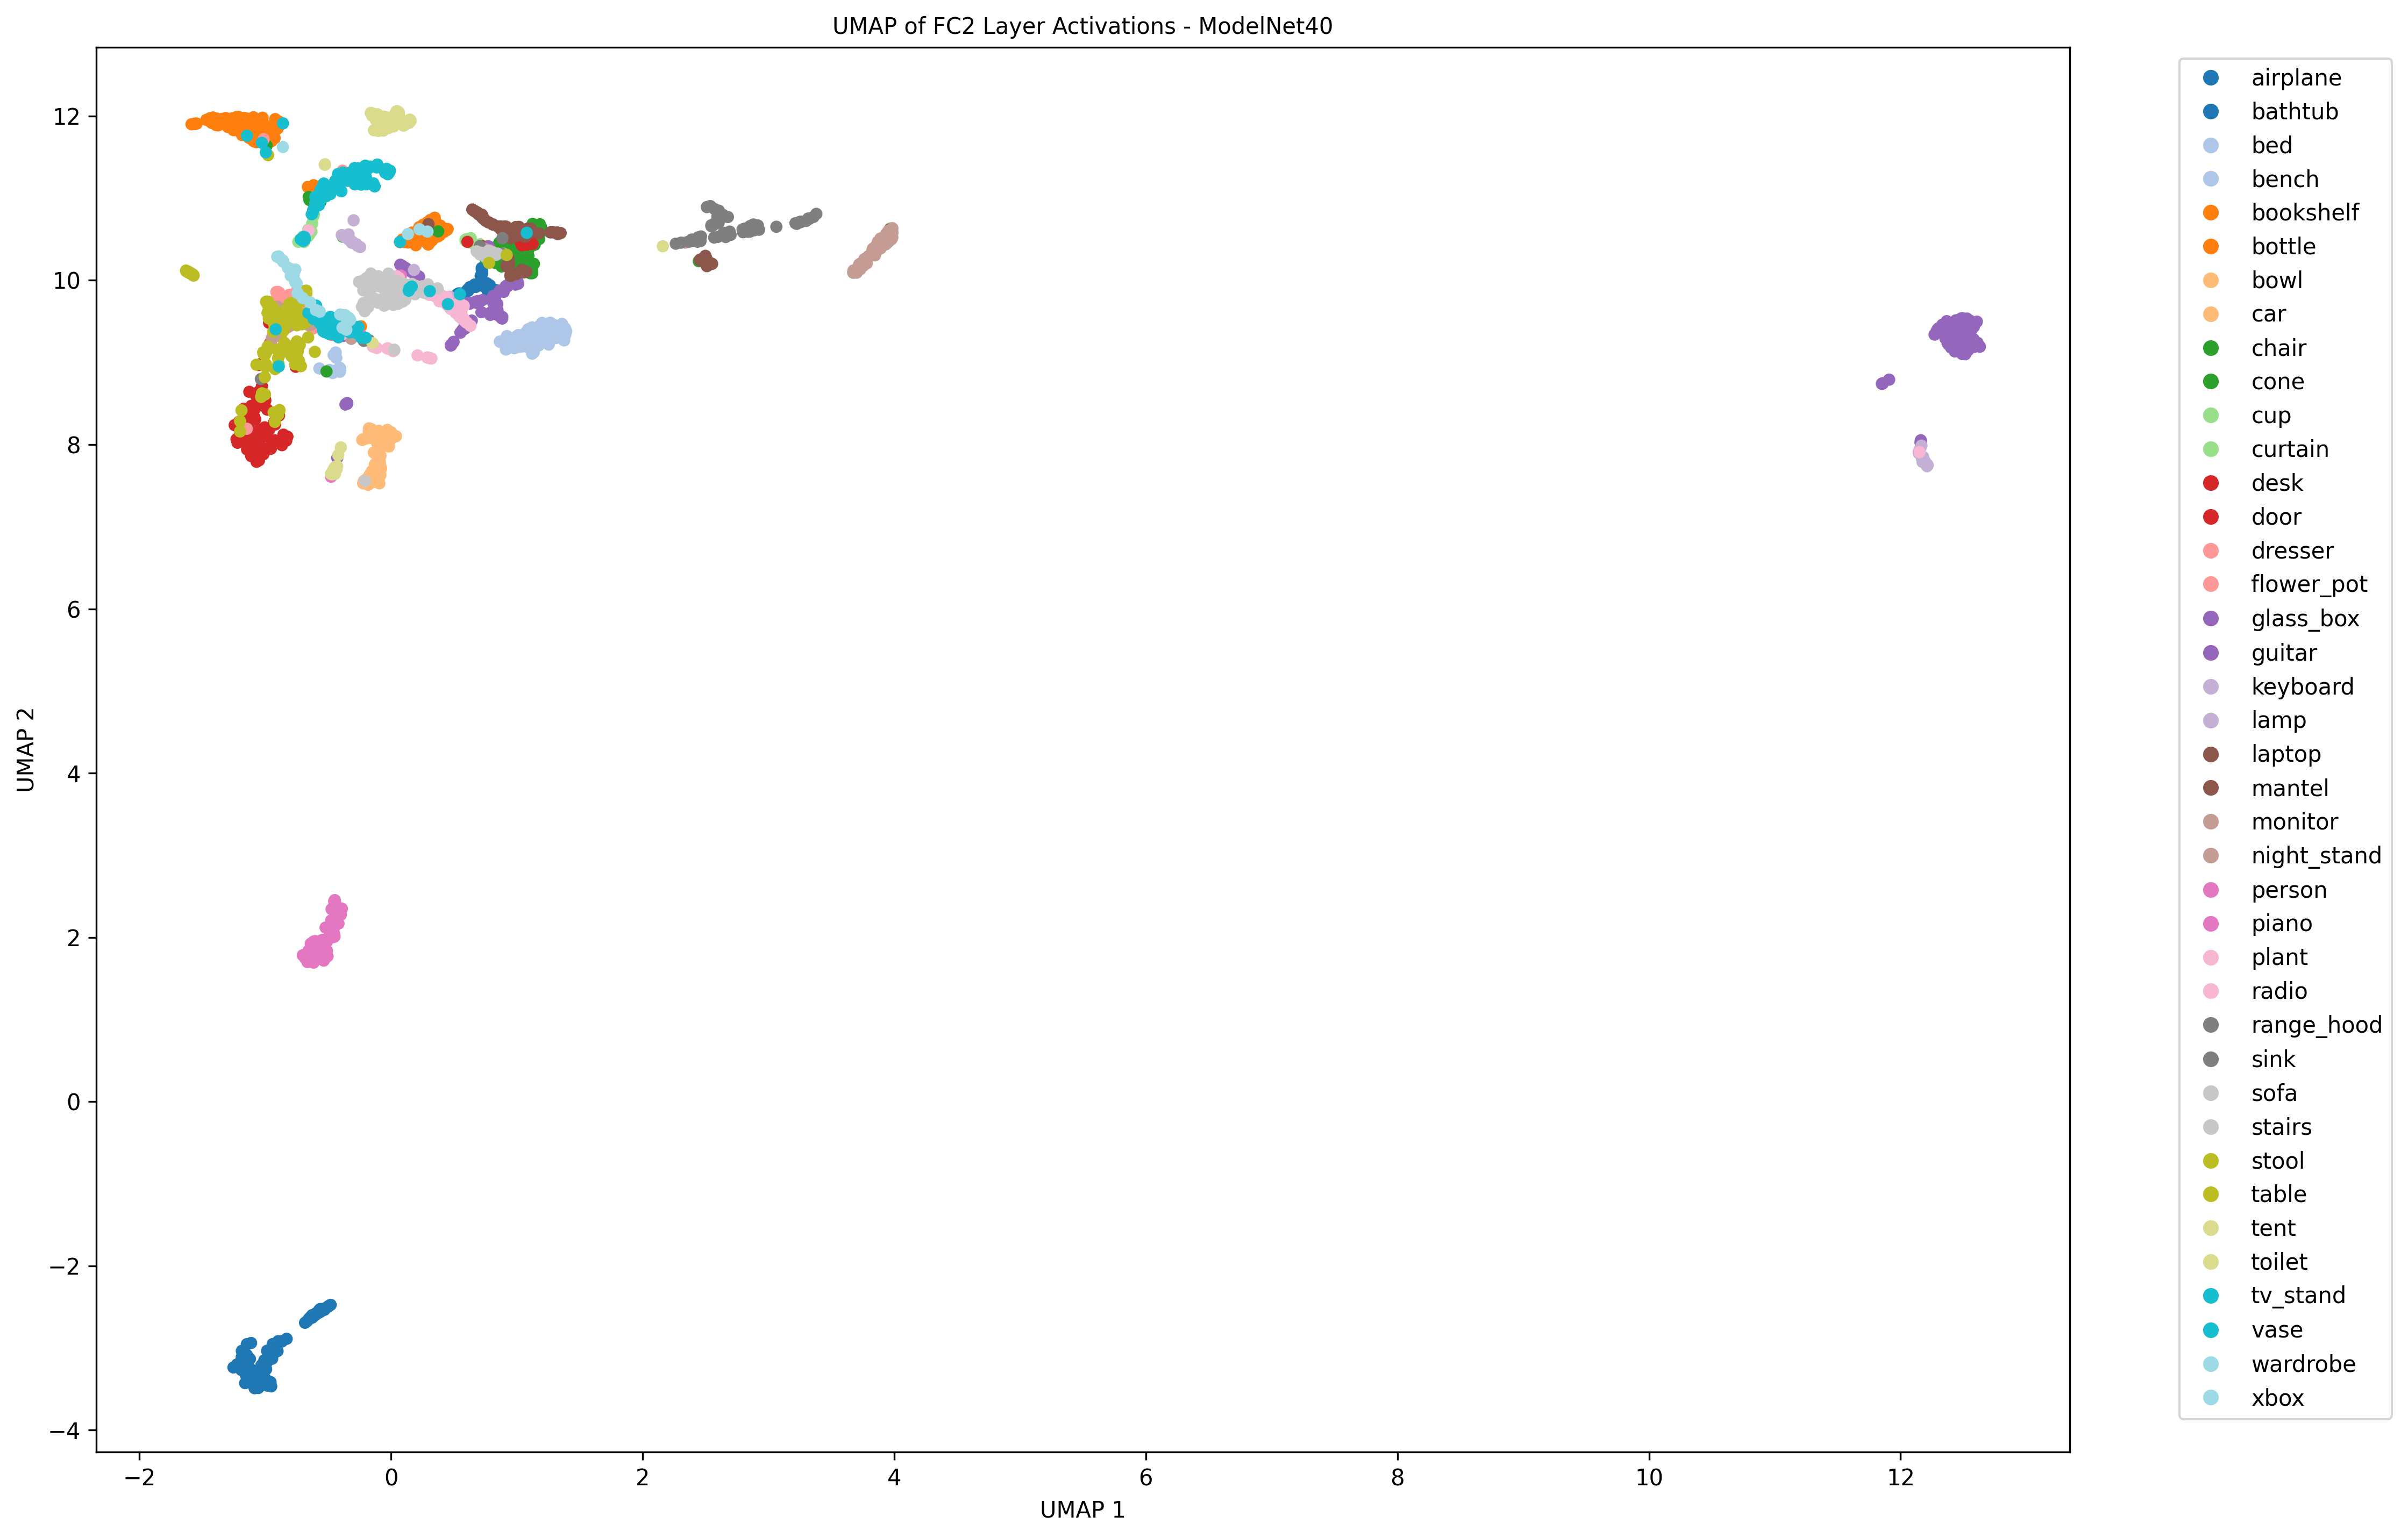 UMAP of FC2 Layer Activations - ModelNet40
12
10
8
6
4
2
0
−2
−4
UMAP 2
−2
0
2
4
6
8
10
12
UMAP 1
airplane
bathtub
bed
bench
bookshelf
bottle
bowl
car
chair
cone
cup
curtain
desk
door
dresser
flower_pot
glass_box
guitar
keyboard
lamp
laptop
mantel
monitor
night_stand
person
piano
plant
radio
range_hood
sink
sofa
stairs
stool
table
tent
toilet
tv_stand
vase
wardrobe
xbox